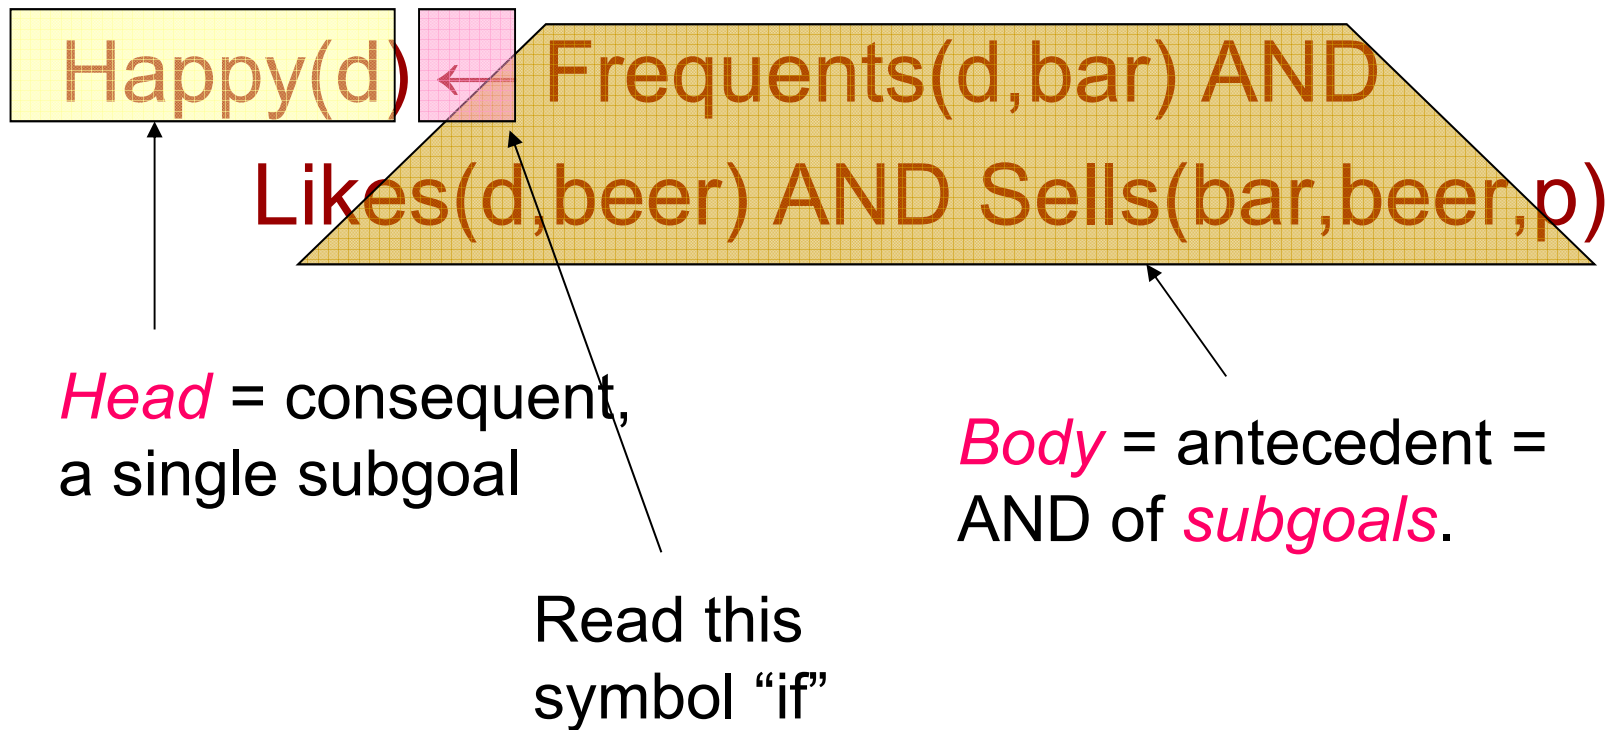 Happy(d) ← Frequents(d,bar) AND
Likes(d,beer) AND Sells(bar,beer,p)
Head = consequent,
a single subgoal
Body = antecedent =
AND of subgoals.
Read this
symbol “if”